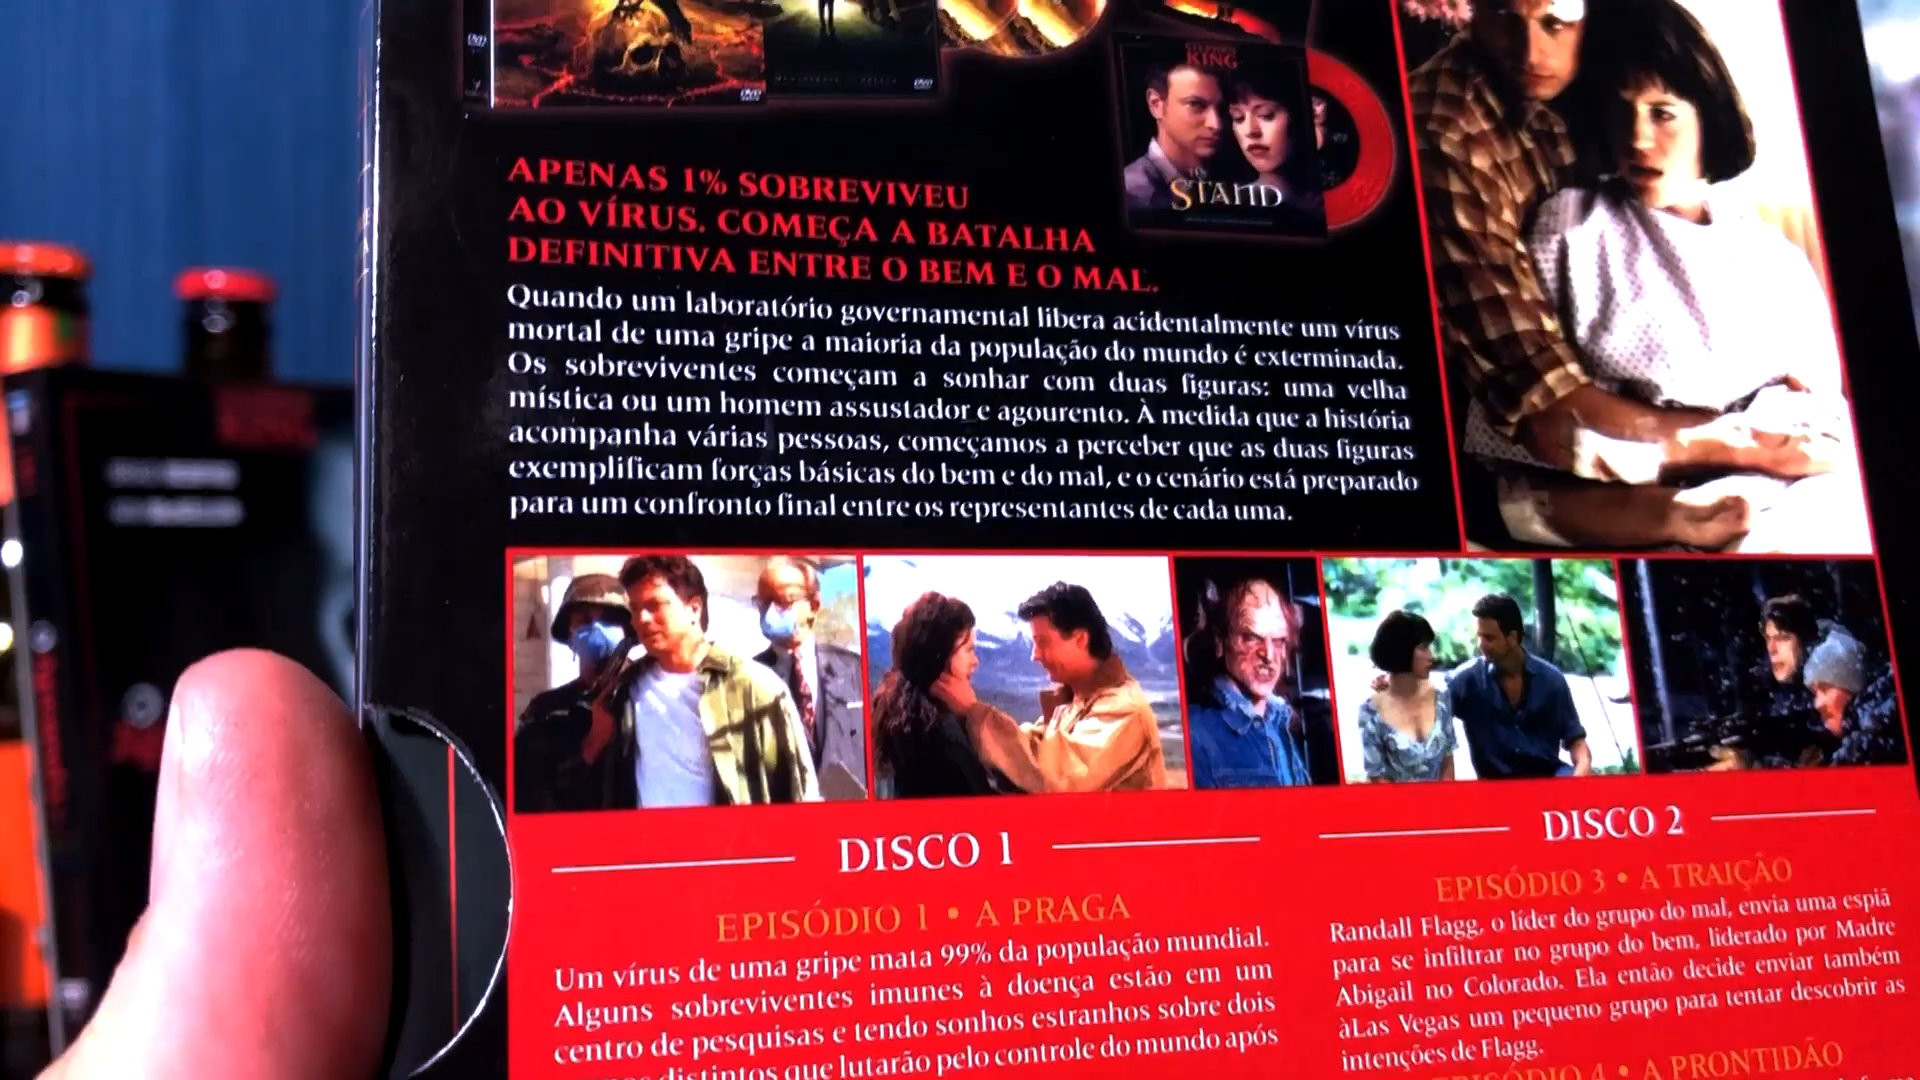 STEPHEN
KING
THE
STAND
APENAS 1% SOBREVIVEU
AO VÍRUS. COMEÇA A BATALHA
DEFINITIVA ENTRE O BEM E O MAL.
Quando um laboratório governamental libera acidentalmente um vírus
mortal de uma gripe a maioria da população do mundo é exterminada.
Os sobreviventes começam a sonhar com duas figuras: uma velha
mística ou um homem assustador e agourento. À medida que a história
acompanha várias pessoas, começamos a perceber que as duas figuras
exemplificam forças básicas do bem e do mal, e o cenário está preparado
para um confronto final entre os representantes de cada uma.
DISCO 1
EPISÓDIO 1 • A PRAGA
Um vírus de uma gripe mata 99% da população mundial.
Alguns sobreviventes imunes à doença estão em um
centro de pesquisas e tendo sonhos estranhos sobre dois
distintos que lutarão pelo controle do mundo após
DISCO 2
EPISÓDIO 3 • A TRAIÇÃO
Randall Flagg, o líder do grupo do mal, envia uma espiã
para se infiltrar no grupo do bem, liderado por Madre
Abigail no Colorado. Ela então decide enviar também
àLas Vegas um pequeno grupo para tentar descobrir as
intenções de Flagg.
EPISÓDIO 4 • A PRONTIDÃO